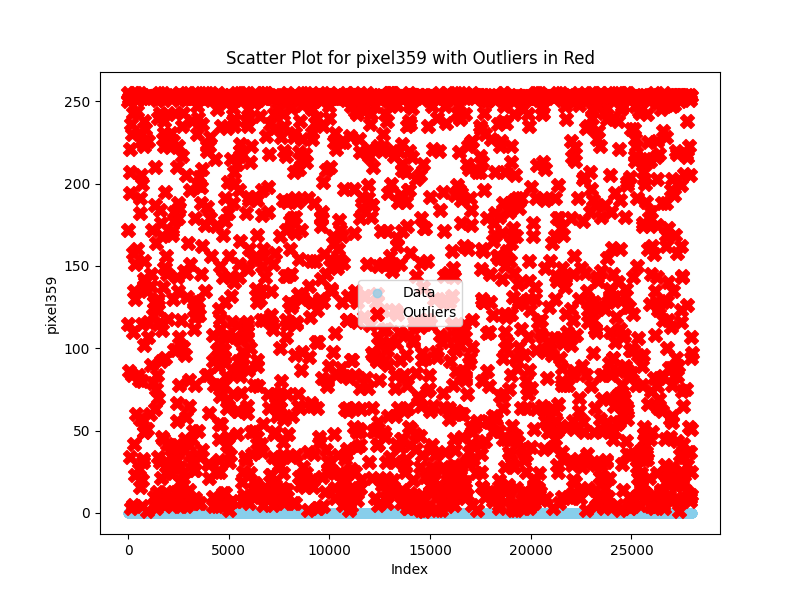 Scatter Plot for pixel359 with Outliers in Red
250
200
150
100
50
0
pixel359
Data
Outliers
0
5000
10000
15000
20000
25000
Index